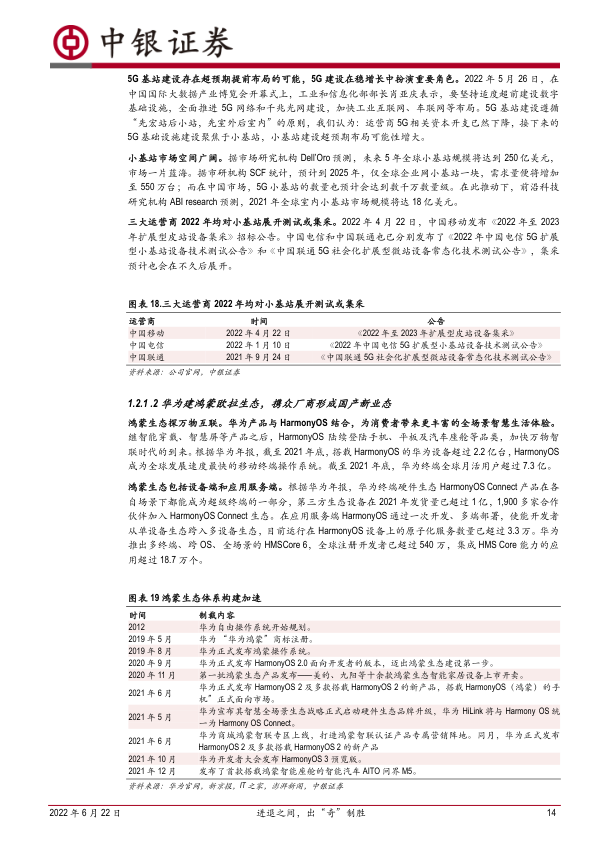 中银证券
5G 基站建设存在超预期提前布局的可能，5G 建设在稳增长中扮演重要角色。2022 年 5 月 26 日，在
中国国际大数据产业博览会开幕式上，工业和信息化部部长肖亚庆表示，要坚持适度超前建设数字
基础设施，全面推进 5G 网络和千兆光网建设，加快工业互联网、车联网等布局。5G 基站建设遵循
“先宏站后小站，先室外后室内”的原则，我们认为：运营商 5G 相关资本开支已然下降，接下来的
5G 基础设施建设聚焦于小基站，小基站建设超预期布局可能性增大。
小基站市场空间广阔。据市场研究机构 Dell'Oro 预测，未来 5 年全球小基站规模将达到 250 亿美元，
市场一片蓝海。据市研机构 SCF 统计，预计到 2025 年，仅全球企业网小基站一块，需求量便将增加
至 550 万台；而在中国市场，5G 小基站的数量也预计会达到数千万数量级。在此推动下，前沿科技
研究机构 ABI research 预测，2021 年全球室内小基站市场规模将达 18 亿美元。
三大运营商 2022 年均对小基站展开测试或集采。2022 年 4 月 22 日，中国移动发布《2022 年至 2023
年扩展型皮站设备集采》招标公告。中国电信和中国联通也已分别发布了《2022 年中国电信 5G 扩展
型小基站设备技术测试公告》和《中国联通 5G 社会化扩展型微站设备常态化技术测试公告》，集采
预计也会在不久后展开。
图表 18.三大运营商 2022 年均对小基站展开测试或集采
运营商 时间 公告
中国移动 2022 年 4 月 22 日 《2022 年至 2023 年扩展型皮站设备集采》
中国电信 2022 年 1 月 10 日 《2022 年中国电信 5G 扩展型小基站设备技术测试公告》
中国联通 2021 年 9 月 24 日 《中国联通 5G 社会化扩展型微站设备常态化技术测试公告》
资料来源：公司官网，中银证券
1.2.1.2 华为建鸿蒙欧拉生态，携众厂商形成国产新业态
鸿蒙生态探万物互联。华为产品与 HarmonyOS 结合，为消费者带来更丰富的全场景智慧生活体验。
继智能穿戴、智慧屏等产品之后，HarmonyOS 陆续登陆手机、平板及汽车座舱等品类，加快万物智
联时代的到来。根据华为年报，截至 2021 年底，搭载 HarmonyOS 的华为设备超过 2.2 亿台，HarmonyOS
成为全球发展速度最快的移动终端操作系统。截至 2021 年底，华为终端全球月活用户超过 7.3 亿。
鸿蒙生态包括设备端和应用服务端。根据华为年报，华为终端硬件生态 HarmonyOS Connect 产品在各
自场景下都能成为超级终端的一部分，第三方生态设备在 2021 年发货量已超过 1 亿，1,900 多家合作
伙伴加入 HarmonyOS Connect 生态。在应用服务端 HarmonyOS 通过一次开发、多端部署，使能开发者
从单设备生态跨入多设备生态，目前运行在 HarmonyOS 设备上的原子化服务数量已超过 3.3 万。华为
推出多终端、跨 OS、全场景的 HMSCore 6，全球注册开发者已超过 540 万，集成 HMS Core 能力的应
用超过 18.7 万个。
图表 19 鸿蒙生态体系构建加速
时间 制裁内容
2012 华为自由操作系统开始规划。
2019 年 5 月 华为“华为鸿蒙”商标注册。
2019 年 8 月 华为正式发布鸿蒙操作系统。
2020 年 9 月 华为正式发布 HarmonyOS 2.0 面向开发者的版本，迈出鸿蒙生态建设第一步。
2020 年 11 月 第一批鸿蒙生态产品发布——美的、九阳等十余款鸿蒙生态智能家居设备上市开卖。
2021 年 6 月 华为正式发布 HarmonyOS 2 及多款搭载 HarmonyOS 2 的新产品，搭载 HarmonyOS（鸿蒙）的手
机”正式面向市场。
2021 年 5 月 华为宣布其智慧全场景生态战略正式启动硬件生态品牌升级，华为 HiLink 将与 Harmony OS 统
一为 Harmony OS Connect。
2021 年 6 月 华为商城鸿蒙智联专区上线，打造鸿蒙智联认证产品专属营销阵地。同月，华为正式发布
HarmonyOS 2 及多款搭载 HarmonyOS 2 的新产品
2021 年 10 月 华为开发者大会发布 HarmonyOS 3 预览版。
2021 年 12 月 发布了首款搭载鸿蒙智能座舱的智能汽车 AITO 问界 M5。
资料来源：华为官网，新京报，IT之家，澎湃新闻，中银证券
2022 年 6 月 22 日 进退之间，出“奇”制胜 14